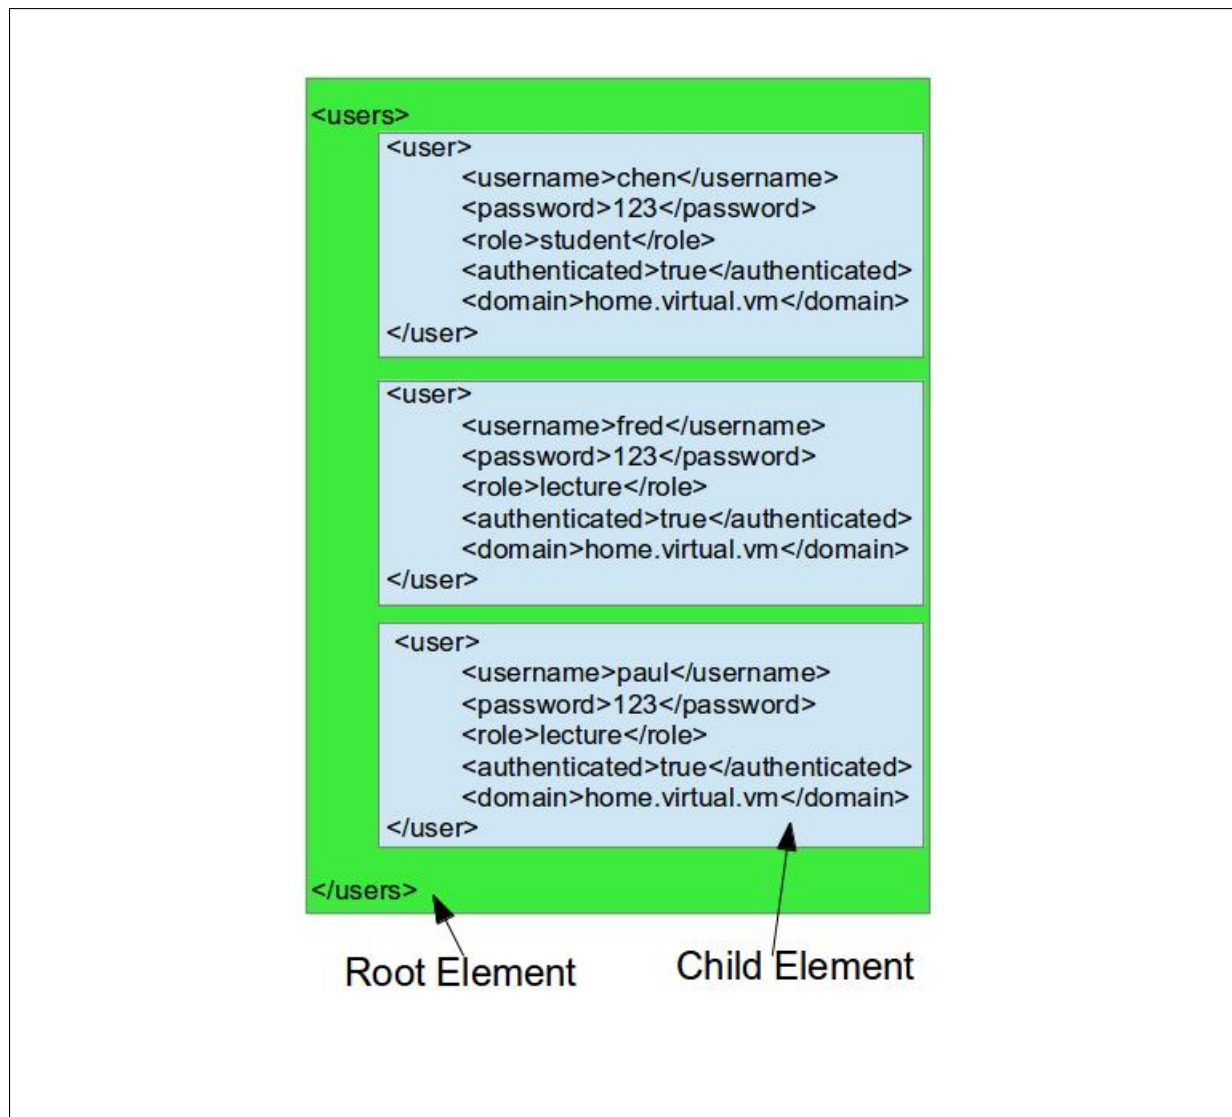 <users>
<user>
<username>chen</username>
<password>123</password>
<role>student</role>
<authenticated>true</authenticated>
<domain>home.virtual.vm</domain>
</user>
<user>
<username>fred</username>
<password>123</password>
<role>lecture</role>
<authenticated>true</authenticated>
<domain>home.virtual.vm</domain>
</user>
<user>
<username>paul</username>
<password>123</password>
<role>lecture</role>
<authenticated>true</authenticated>
<domain>home.virtual.vm</domain>
</user>
</users>
Root Element
Child Element